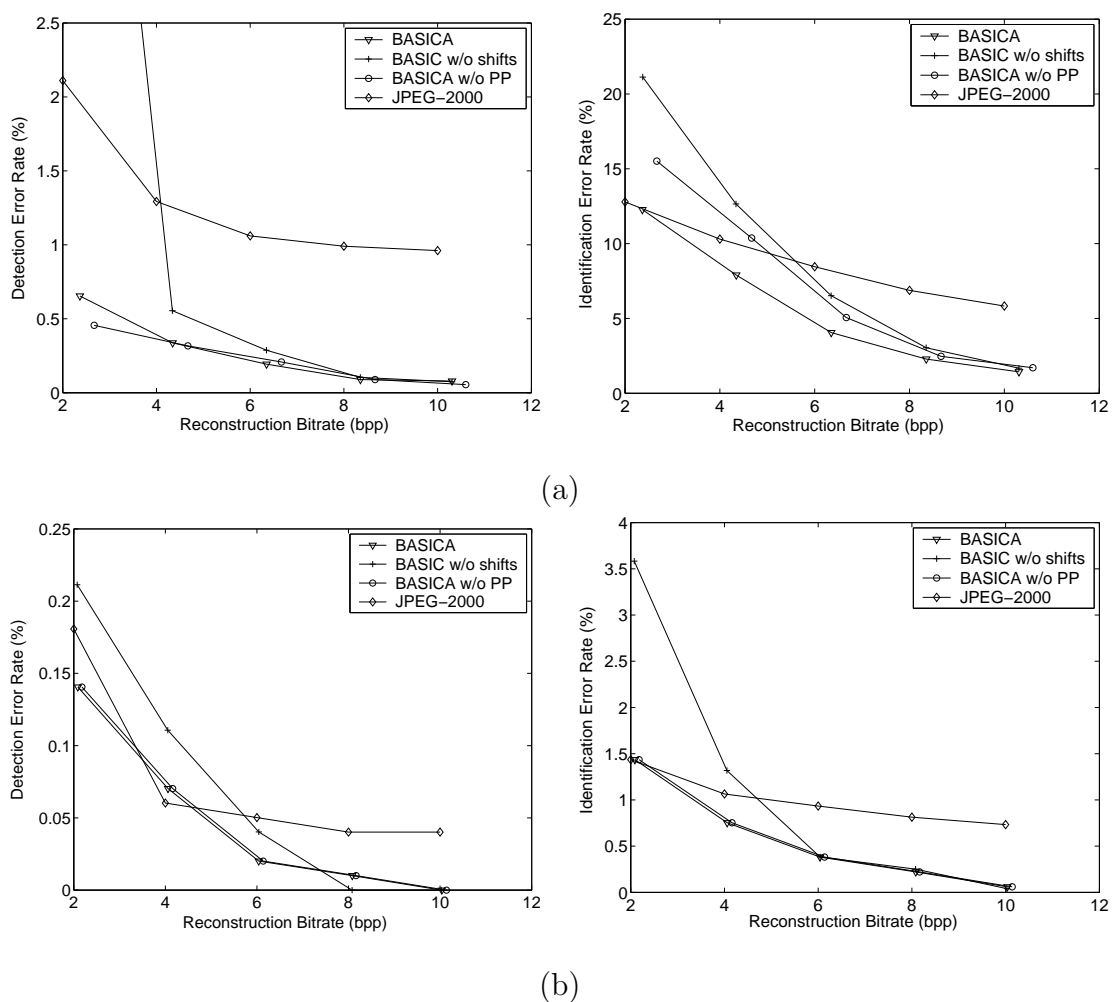 2.5
2
1.5
1
0.5
0
2
4
6
8
10
12
Detection Error Rate (%)
Reconstruction Bitrate (bpp)
BASICA
BASIC w/o shifts
BASICA w/o PP
JPEG−2000
25
20
15
10
5
0
2
4
6
8
10
12
Identification Error Rate (%)
Reconstruction Bitrate (bpp)
BASICA
BASIC w/o shifts
BASICA w/o PP
JPEG−2000
(a)
0.25
0.2
0.15
0.1
0.05
0
2
4
6
8
10
12
Detection Error Rate (%)
Reconstruction Bitrate (bpp)
BASICA
BASIC w/o shifts
BASICA w/o PP
JPEG−2000
4
3.5
3
2.5
2
1.5
1
0.5
0
2
4
6
8
10
12
Identification Error Rate (%)
Reconstruction Bitrate (bpp)
BASICA
BASIC w/o shifts
BASICA w/o PP
JPEG−2000
(b)